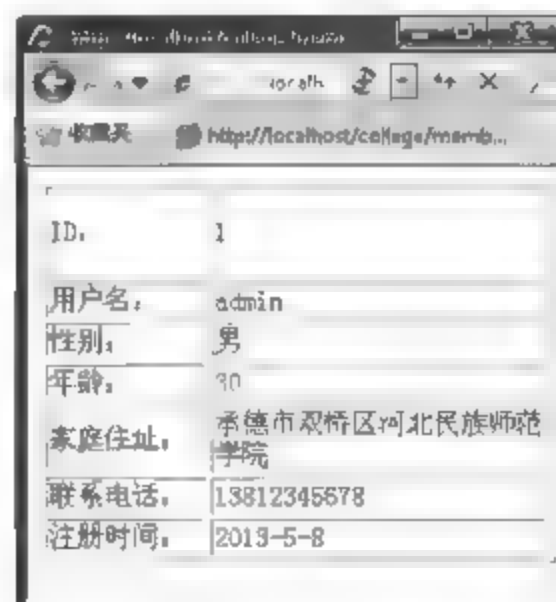 收藏夹 http://localhost/college/memb...
ID: 1
用户名: admin
性别: 男
年龄: 30
家庭住址: 承德市双桥区河北民族师范
学院
联系电话: 13812345678
注册时间: 2013-5-8